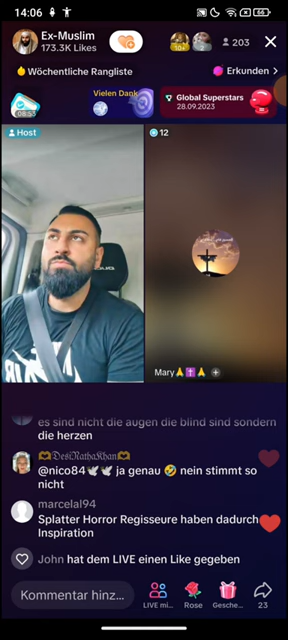 14:06
66
Ex-Muslim
173.3K Likes
203
Wöchentliche Rangliste
Erkunden >
08:53
Vielen Dank
Global Superstars
28.09.2023
Host
12
Mary
es sind nicht die augen die blind sind sondern
die herzen
𝔇𝔢𝔰𝔦ℜ𝔞𝔱𝔥𝔞𝔎𝔥𝔞𝔫
@nico84🕊🕊 ja genau 🤣 nein stimmt so
nicht
marcelal94
Splatter Horror Regisseure haben dadurch
Inspiration
John hat dem LIVE einen Like gegeben
Kommentar hinz...
LIVE mi...
Rose
Gesche...
23